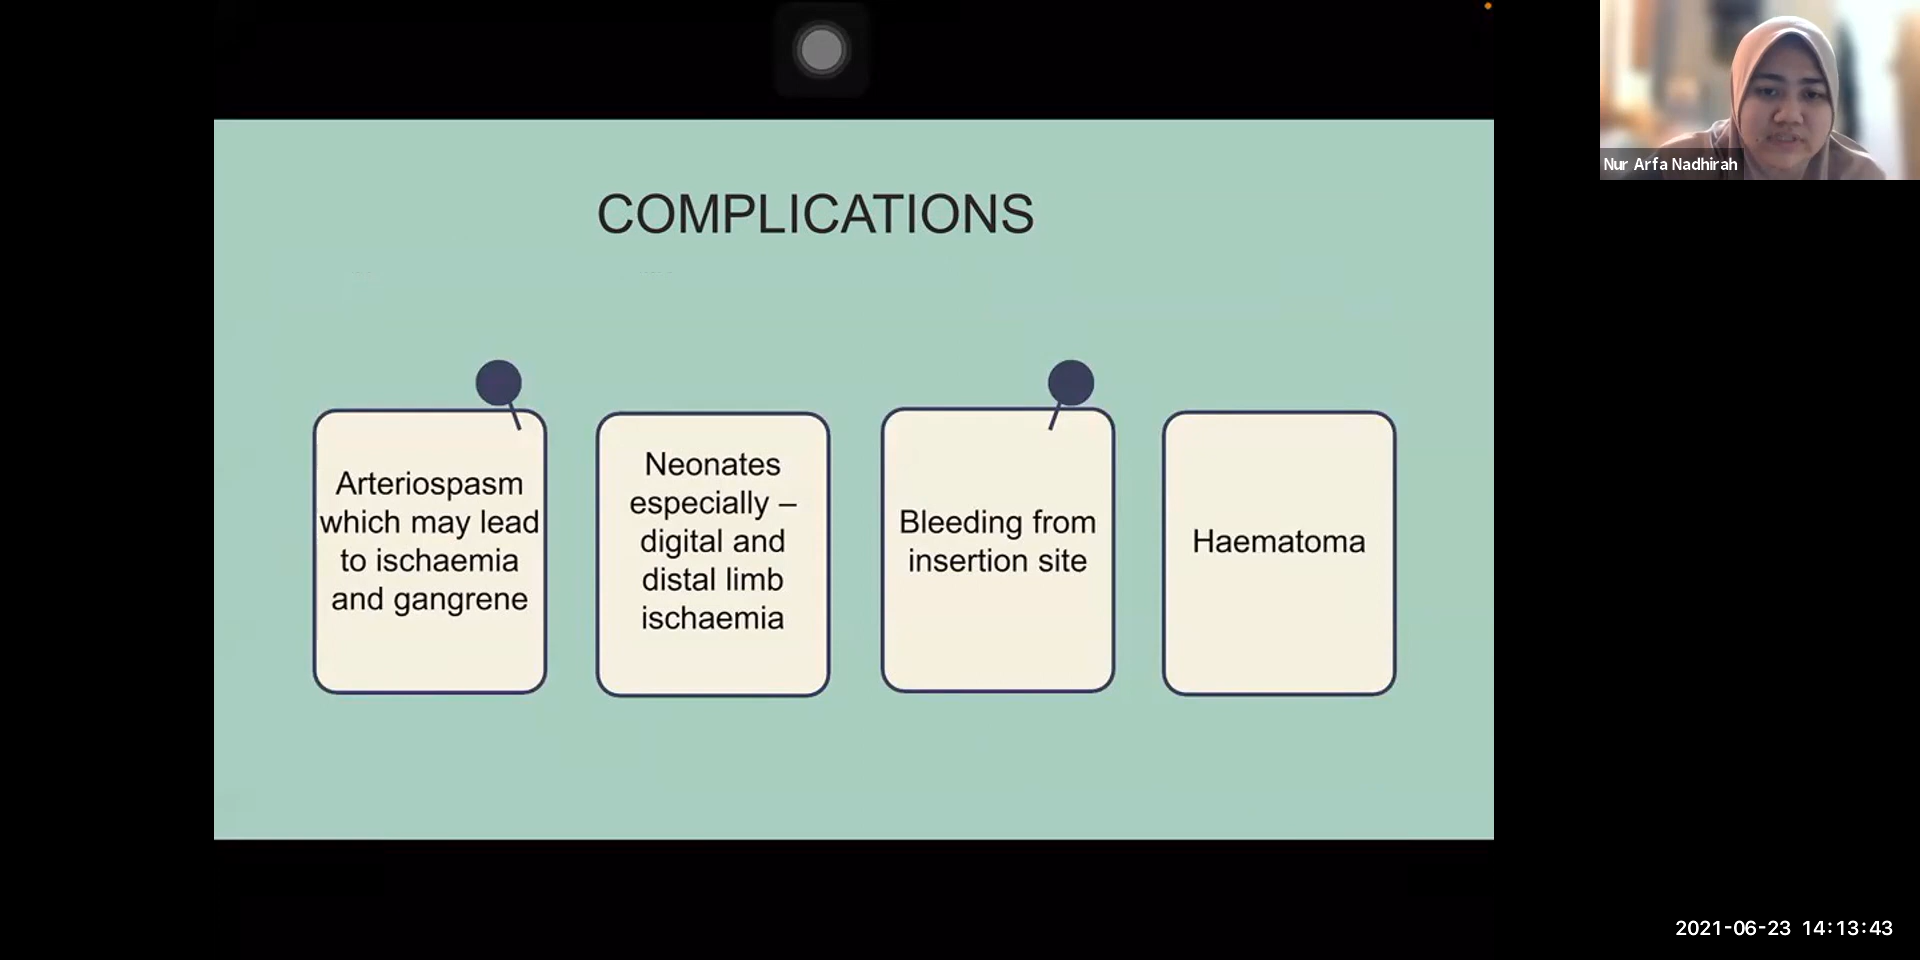 COMPLICATIONS
Arteriospasm
which may lead
to ischaemia
and gangrene
Neonates
especially –
digital and
distal limb
ischaemia
Bleeding from
insertion site
Haematoma
Nur Arfa Nadhirah
2021-06-23 14:13:43